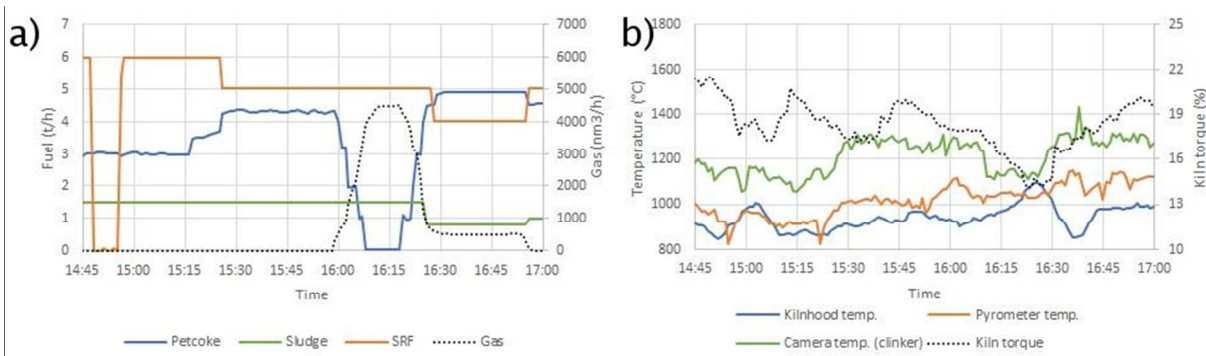 a)
7
6
5
4
3
2
1
0
Fuel (t/h)
7000
6000
5000
4000
3000
2000
1000
0
Gas (nm3/h)
14:45 15:00 15:15 15:30 15:45 16:00 16:15 16:30 16:45 17:00
Time
Petcoke Sludge SRF Gas
b)
1800
1600
1400
1200
1000
800
Temperature (°C)
25
22
19
16
13
10
Kiln torque (%)
14:45 15:00 15:15 15:30 15:45 16:00 16:15 16:30 16:45 17:00
Time
Kilnhood temp. Pyrometer temp.
Camera temp. (clinker) Kiln torque